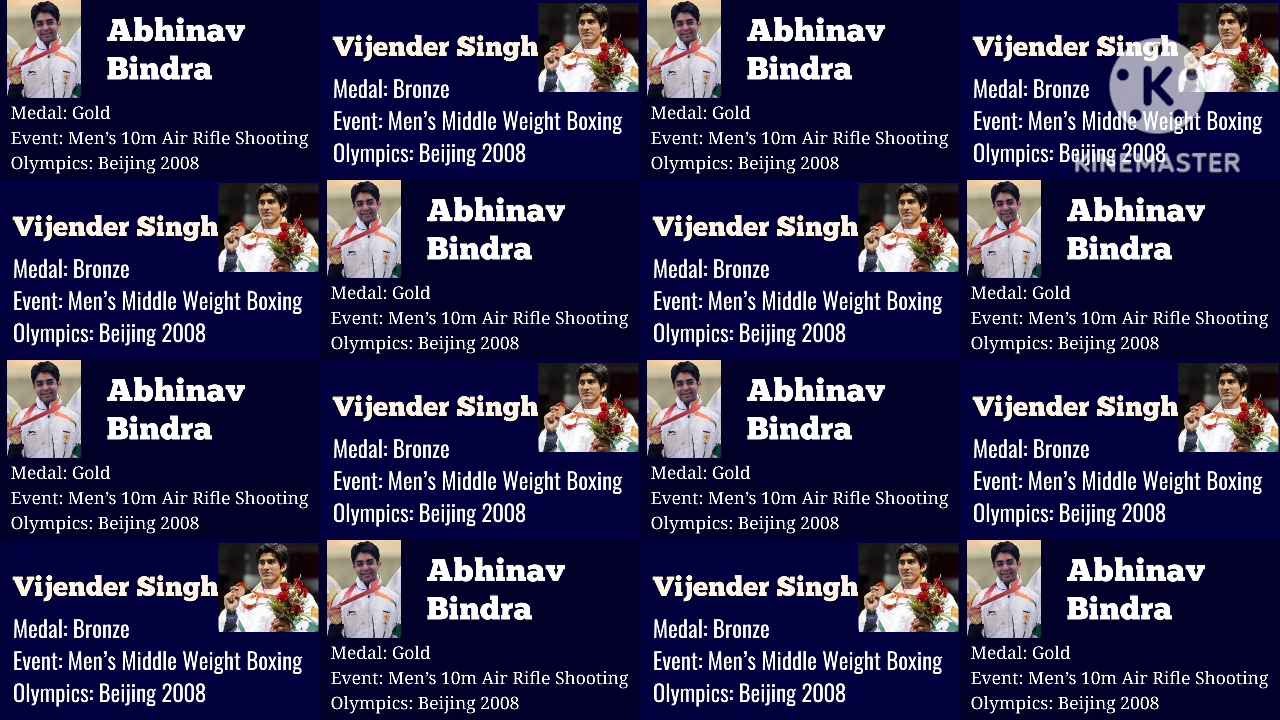 Abhinav
Bindra
Medal: Gold
Event: Men's 10m Air Rifle Shooting
Olympics: Beijing 2008
Vijender Singh
Medal: Bronze
Event: Men's Middle Weight Boxing
Olympics: Beijing 2008
Abhinav
Bindra
Medal: Gold
Event: Men's 10m Air Rifle Shooting
Olympics: Beijing 2008
Vijender Singh
Medal: Bronze
Event: Men's Middle Weight Boxing
Olympics: Beijing 2008
K
KINEMASTER
Vijender Singh
Medal: Bronze
Event: Men's Middle Weight Boxing
Olympics: Beijing 2008
Abhinav
Bindra
Medal: Gold
Event: Men's 10m Air Rifle Shooting
Olympics: Beijing 2008
Vijender Singh
Medal: Bronze
Event: Men's Middle Weight Boxing
Olympics: Beijing 2008
Abhinav
Bindra
Medal: Gold
Event: Men's 10m Air Rifle Shooting
Olympics: Beijing 2008
Abhinav
Bindra
Medal: Gold
Event: Men's 10m Air Rifle Shooting
Olympics: Beijing 2008
Vijender Singh
Medal: Bronze
Event: Men's Middle Weight Boxing
Olympics: Beijing 2008
Abhinav
Bindra
Medal: Gold
Event: Men's 10m Air Rifle Shooting
Olympics: Beijing 2008
Vijender Singh
Medal: Bronze
Event: Men's Middle Weight Boxing
Olympics: Beijing 2008
Vijender Singh
Medal: Bronze
Event: Men's Middle Weight Boxing
Olympics: Beijing 2008
Abhinav
Bindra
Medal: Gold
Event: Men's 10m Air Rifle Shooting
Olympics: Beijing 2008
Vijender Singh
Medal: Bronze
Event: Men's Middle Weight Boxing
Olympics: Beijing 2008
Abhinav
Bindra
Medal: Gold
Event: Men's 10m Air Rifle Shooting
Olympics: Beijing 2008